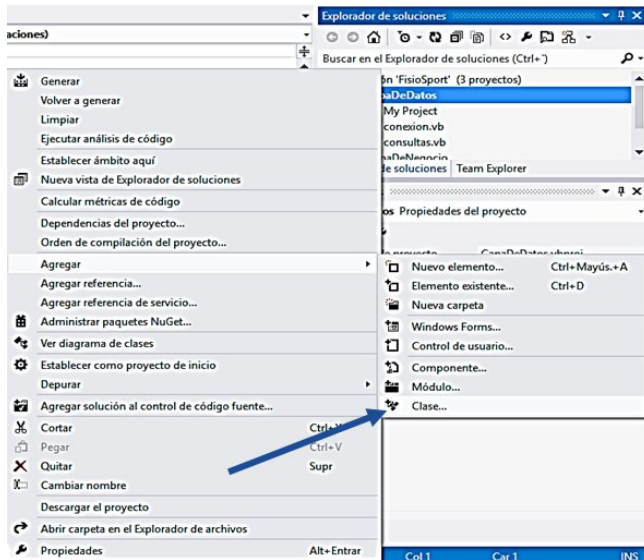 Explorador de soluciones
aciones)
Buscar en el Explorador de soluciones (Ctrl+´)
ón 'FisioSport' (3 proyectos)
paDeDatos
My Project
conexion.vb
consultas.vb
paDeNegocio
de soluciones Team Explorer
os Propiedades del proyecto
CapaDeDatos.vbproj
Generar
Volver a generar
Limpiar
Ejecutar análisis de código
Establecer ámbito aquí
Nueva vista de Explorador de soluciones
Calcular métricas de código
Dependencias del proyecto...
Orden de compilación del proyecto...
Agregar
Agregar referencia...
Agregar referencia de servicio...
Administrar paquetes NuGet...
Ver diagrama de clases
Establecer como proyecto de inicio
Depurar
Agregar solución al control de código fuente...
Cortar
Pegar Ctrl+V
Quitar Supr
Cambiar nombre
Descargar el proyecto
Abrir carpeta en el Explorador de archivos
Propiedades Alt+Entrar
Nuevo elemento... Ctrl+Mayús.+A
Elemento existente... Ctrl+D
Nueva carpeta
Windows Forms...
Control de usuario...
Componente...
Módulo...
Clase...
Col 1 Car 1 INS